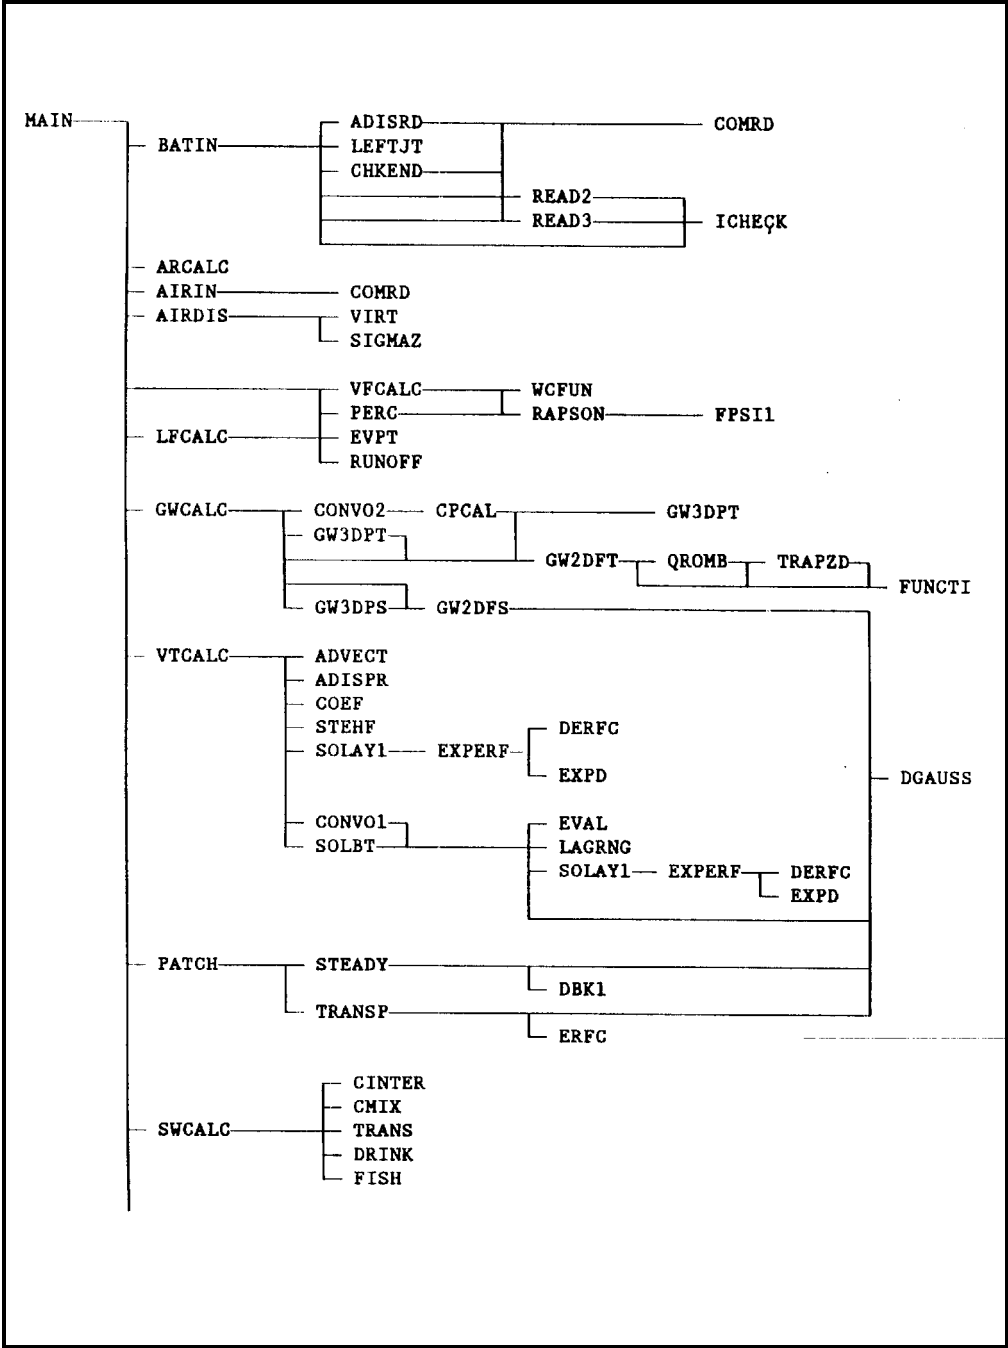 MAIN
ADISRD COMRD
BATIN LEFTJT
CHKEND
READ2
READ3 ICHECK
ARCALC
AIRIN COMRD
AIRDIS VIRT
SIGMAZ
VFCALC WCFUN
PERC RAPSON FPSI1
LFCALC EVPT
RUNOFF
GWCALC CONVO2 CPCAL GW3DPT
GW3DPT
GW2DFT QROMB TRAPZD
FUNCTI
GW3DPS GW2DFS
VTCALC ADVECT
ADISPR
COEF
STEHF DERFC
SOLAY1 EXPERF
EXPD DGAUSS
CONVO1 EVAL
SOLBT LAGRNG
SOLAY1 EXPERF DERFC
EXPD
PATCH STEADY
DBK1
TRANSP
ERFC
CINTER
CMIX
SWCALC TRANS
DRINK
FISH